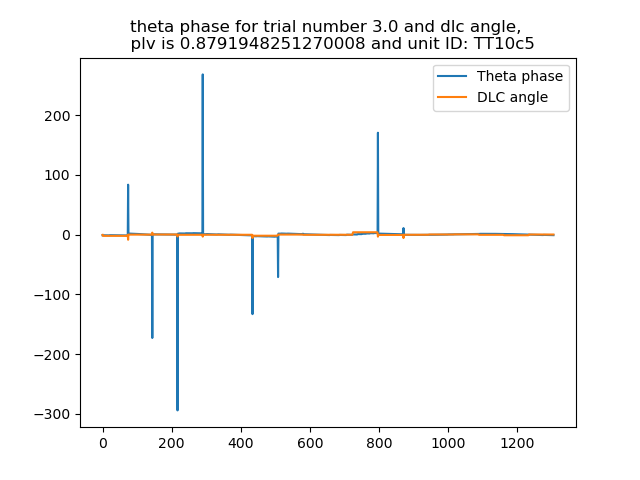 theta phase for trial number 3.0 and dlc angle,
plv is 0.8791948251270008 and unit ID: TT10c5
Theta phase
DLC angle
200
100
0
−100
−200
−300
0 200 400 600 800 1000 1200